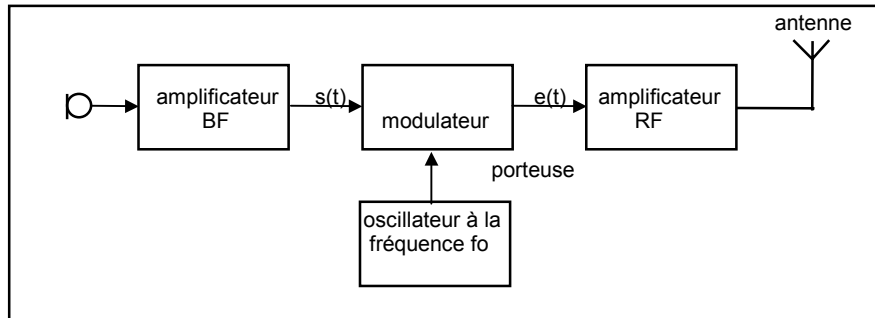 antenne
amplificateur
BF
s(t)
modulateur
e(t)
amplificateur
RF
porteuse
oscillateur à la
fréquence fo